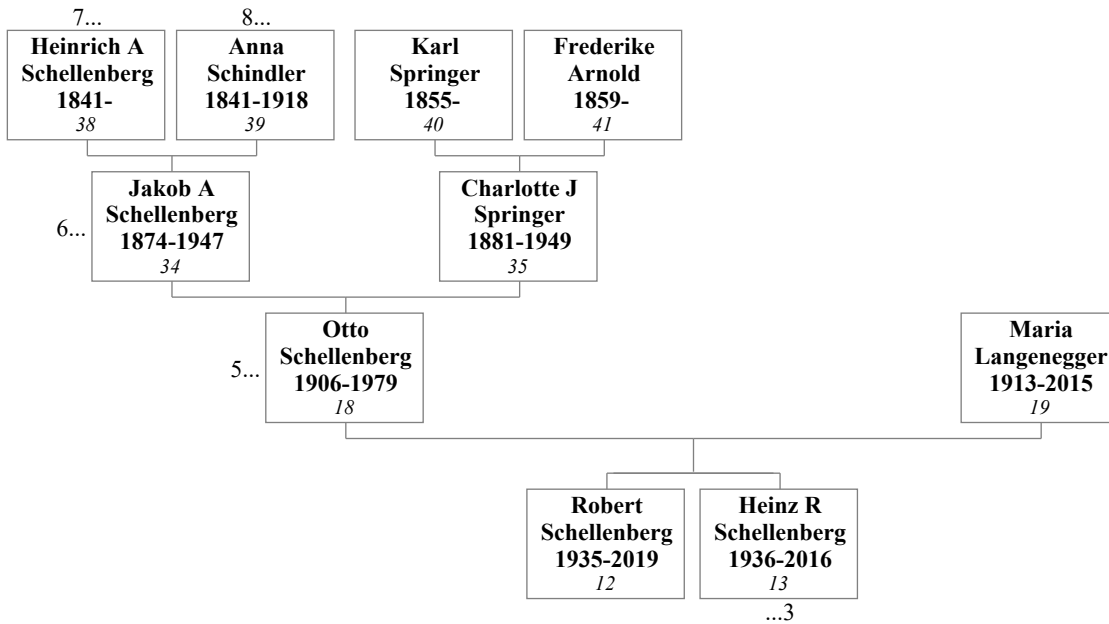 7...
8...
Heinrich A
Schellenberg
1841-
38
Anna
Schindler
1841-1918
39
Karl
Springer
1855-
40
Frederike
Arnold
1859-
41
6...
Jakob A
Schellenberg
1874-1947
34
Charlotte J
Springer
1881-1949
35
5...
Otto
Schellenberg
1906-1979
18
Maria
Langenegger
1913-2015
19
Robert
Schellenberg
1935-2019
12
Heinz R
Schellenberg
1936-2016
13
...3